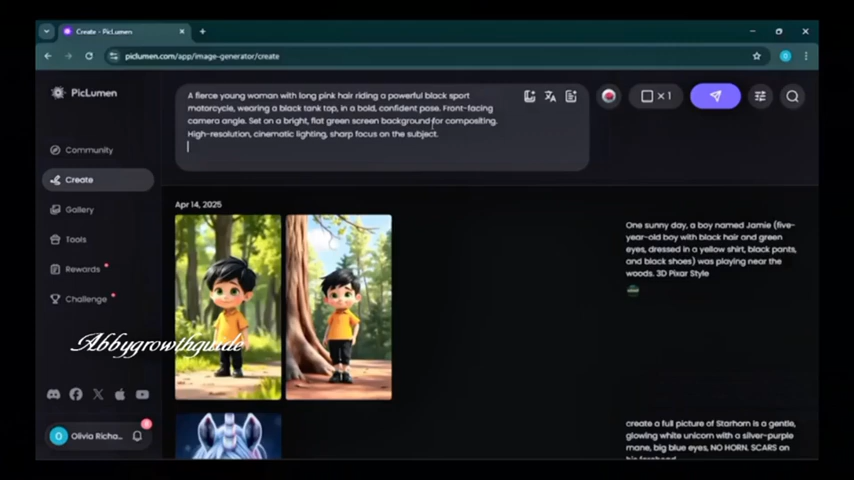 Create - PicLumen
piclumen.com/app/image-generator/create
PicLumen
A fierce young woman with long pink hair riding a powerful black sport
motorcycle, wearing a black tank top, in a bold, confident pose. Front-facing
camera angle. Set on a bright, flat green screen background for compositing.
High-resolution, cinematic lighting, sharp focus on the subject.
× 1
Community
Create
Gallery
Tools
Rewards
Challenge
Apr 14, 2025
One sunny day, a boy named Jamie (five-
year-old boy with black hair and green
eyes, dressed in a yellow shirt, black pants,
and black shoes) was playing near the
woods. 3D Pixar Style
Abbygrowthguide
create a full picture of Starhorn is a gentle,
glowing white unicorn with a silver-purple
mane, big blue eyes, NO HORN. SCARS on
his forehead
O Olivia Richa...